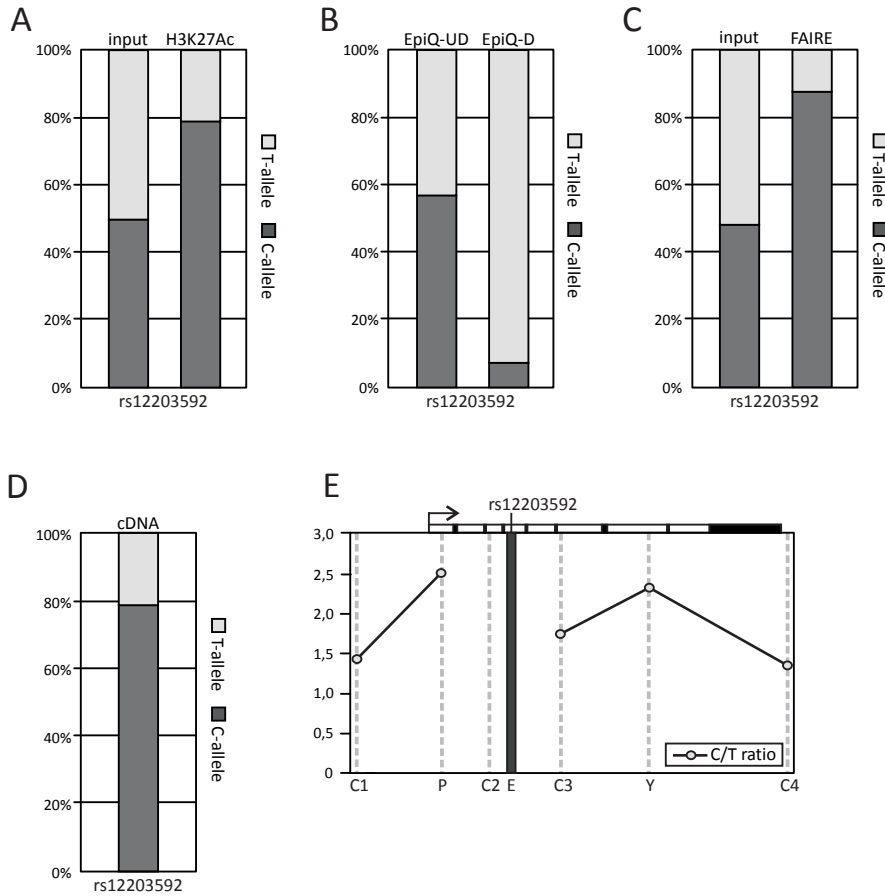 A
input H3K27Ac
100%
80%
60%
40%
20%
0%
rs12203592
T-allele
C-allele
B
EpiQ-UD EpiQ-D
100%
80%
60%
40%
20%
0%
rs12203592
T-allele
C-allele
C
input FAIRE
100%
80%
60%
40%
20%
0%
rs12203592
T-allele
C-allele
D
cDNA
100%
80%
60%
40%
20%
0%
rs12203592
T-allele
C-allele
E
rs12203592
3,0
2,5
2,0
1,5
1,0
0,5
0
C/T ratio
C1 P C2 E C3 Y C4